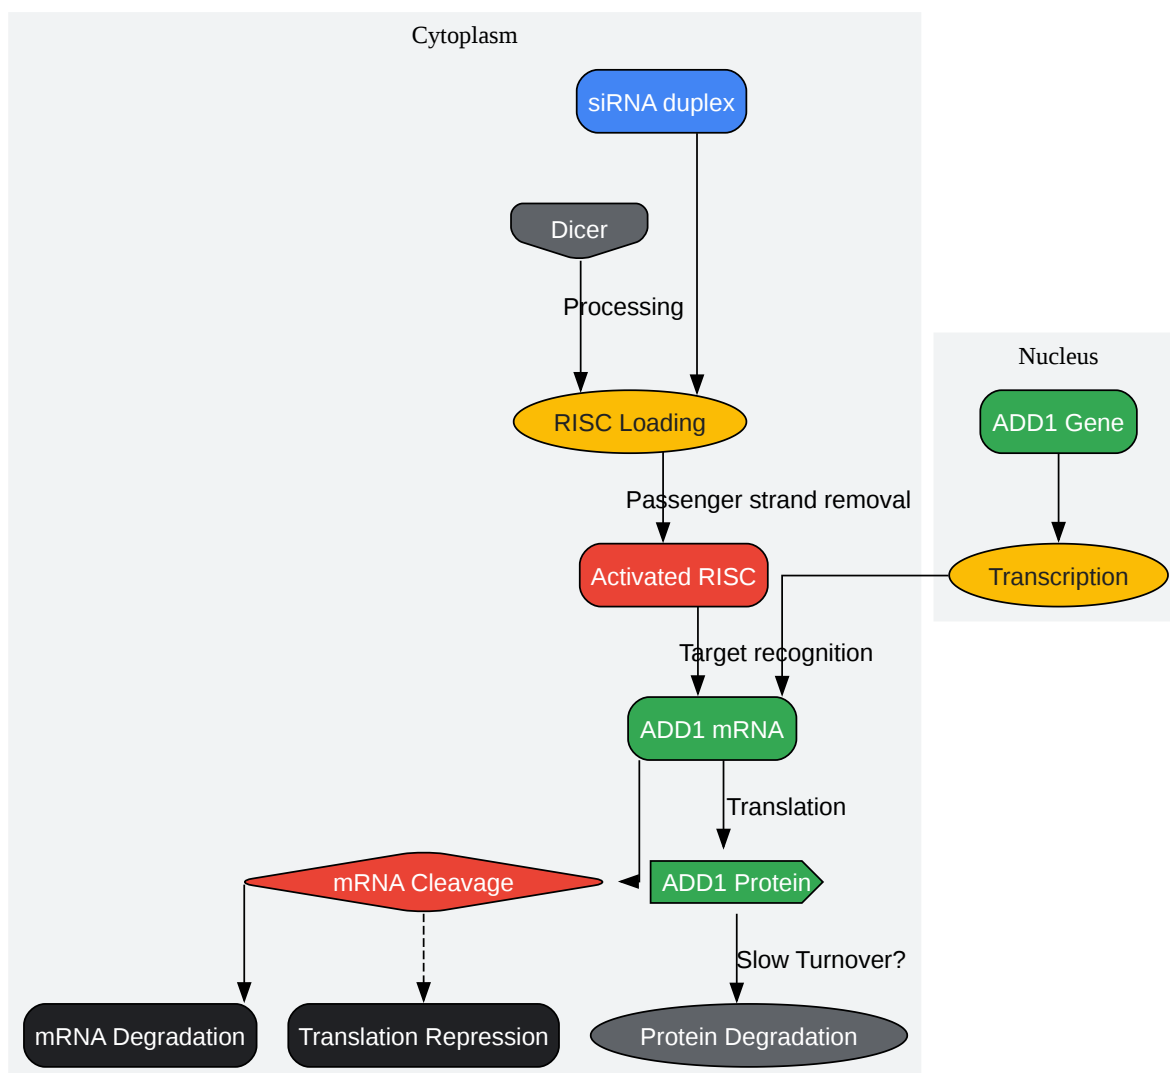 Cytoplasm
siRNA duplex
Dicer
Processing
Nucleus
RISC Loading
ADD1 Gene
Passenger strand removal
Activated RISC
Transcription
Target recognition
ADD1 mRNA
Translation
mRNA Cleavage
ADD1 Protein
Slow Turnover?
mRNA Degradation
Translation Repression
Protein Degradation